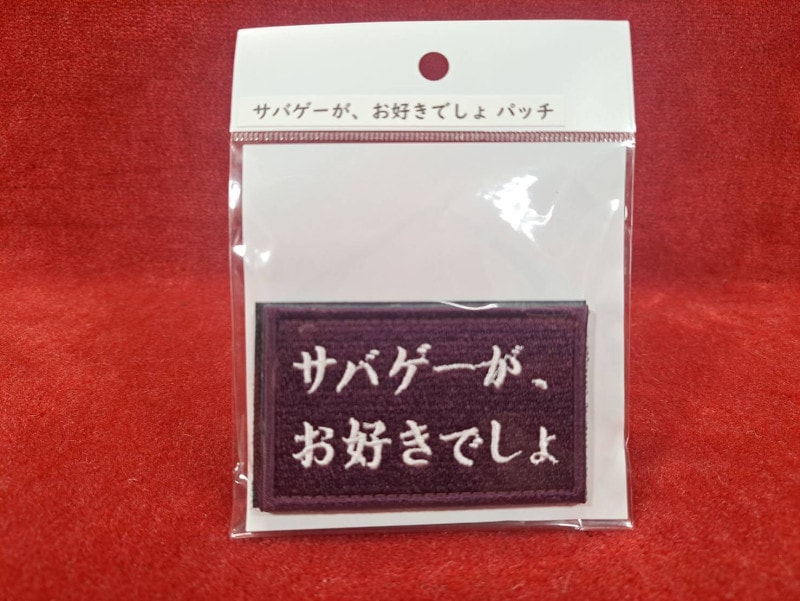 サバゲーが、お好きでしょ パッチ
サバゲーが、
お好きでしょ